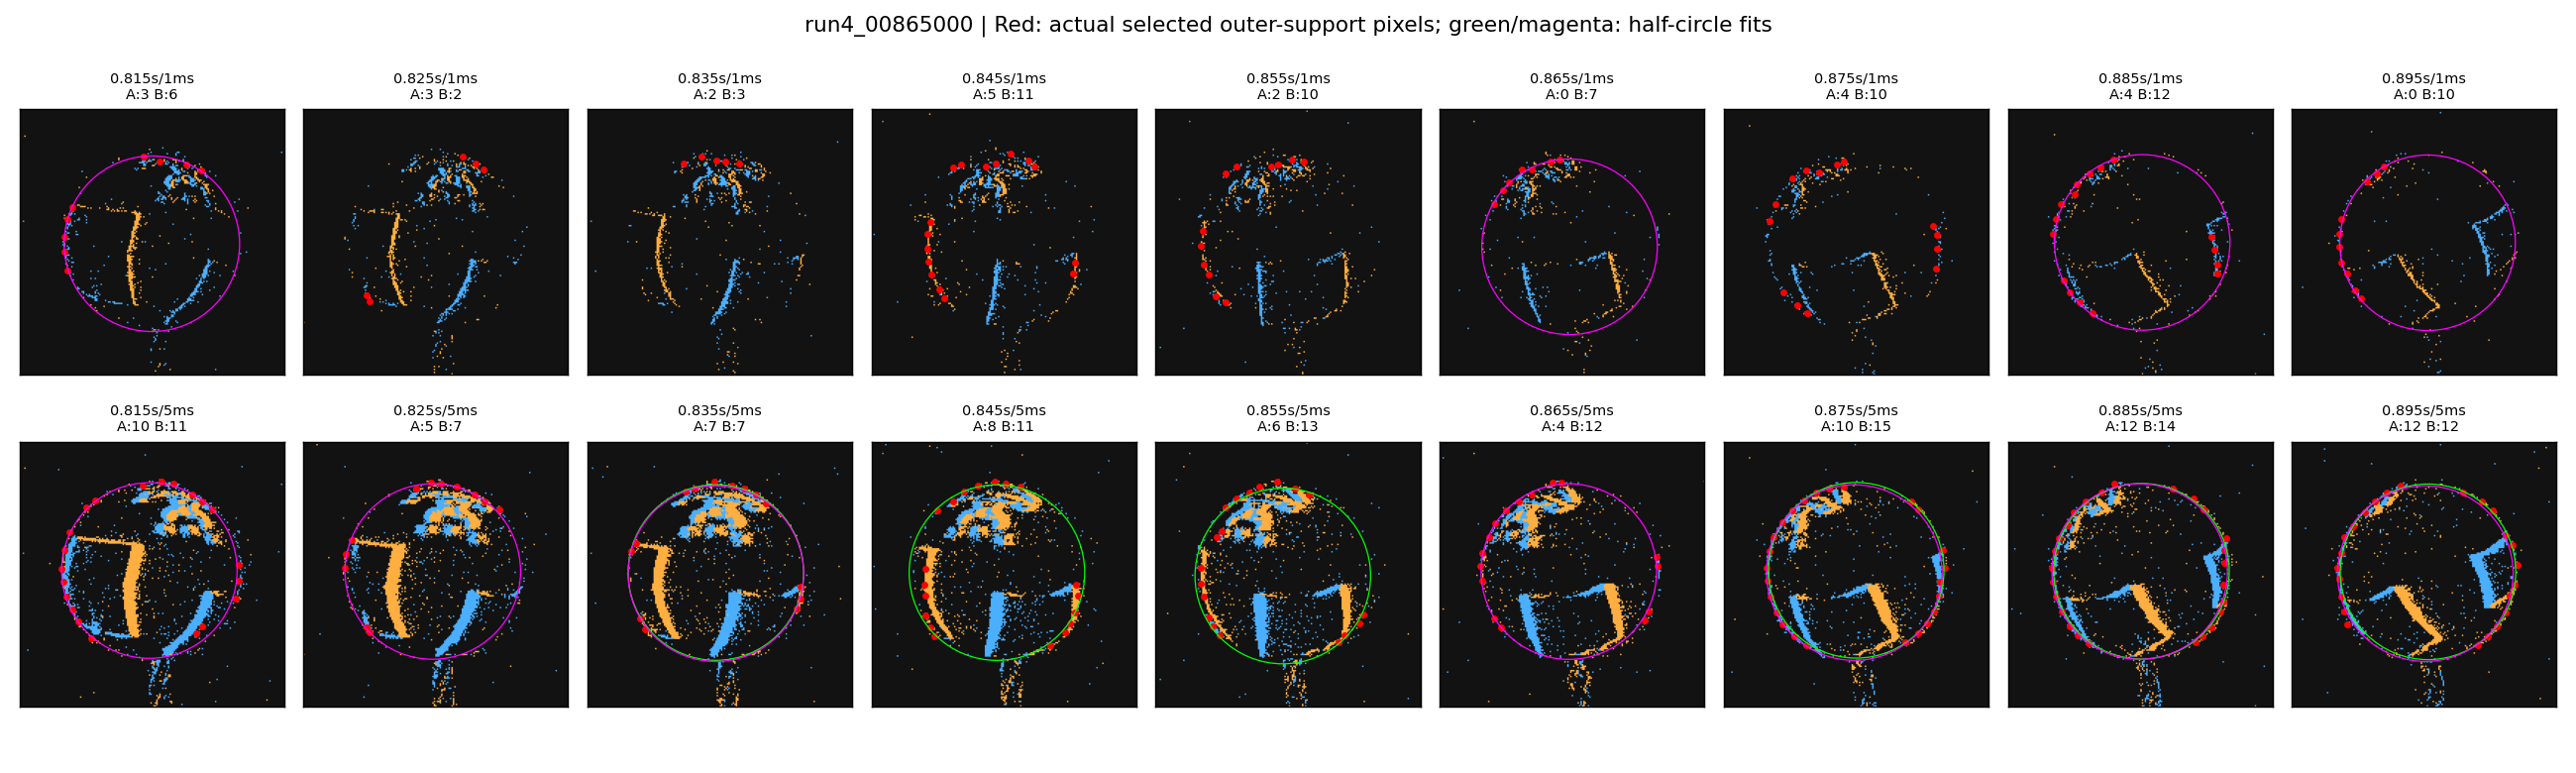 run4_00865000 | Red: actual selected outer-support pixels; green/magenta: half-circle fits
0.815s/1ms
A:3 B:6
0.825s/1ms
A:3 B:2
0.835s/1ms
A:2 B:3
0.845s/1ms
A:5 B:11
0.855s/1ms
A:2 B:10
0.865s/1ms
A:0 B:7
0.875s/1ms
A:4 B:10
0.885s/1ms
A:4 B:12
0.895s/1ms
A:0 B:10
0.815s/5ms
A:10 B:11
0.825s/5ms
A:5 B:7
0.835s/5ms
A:7 B:7
0.845s/5ms
A:8 B:11
0.855s/5ms
A:6 B:13
0.865s/5ms
A:4 B:12
0.875s/5ms
A:10 B:15
0.885s/5ms
A:12 B:14
0.895s/5ms
A:12 B:12